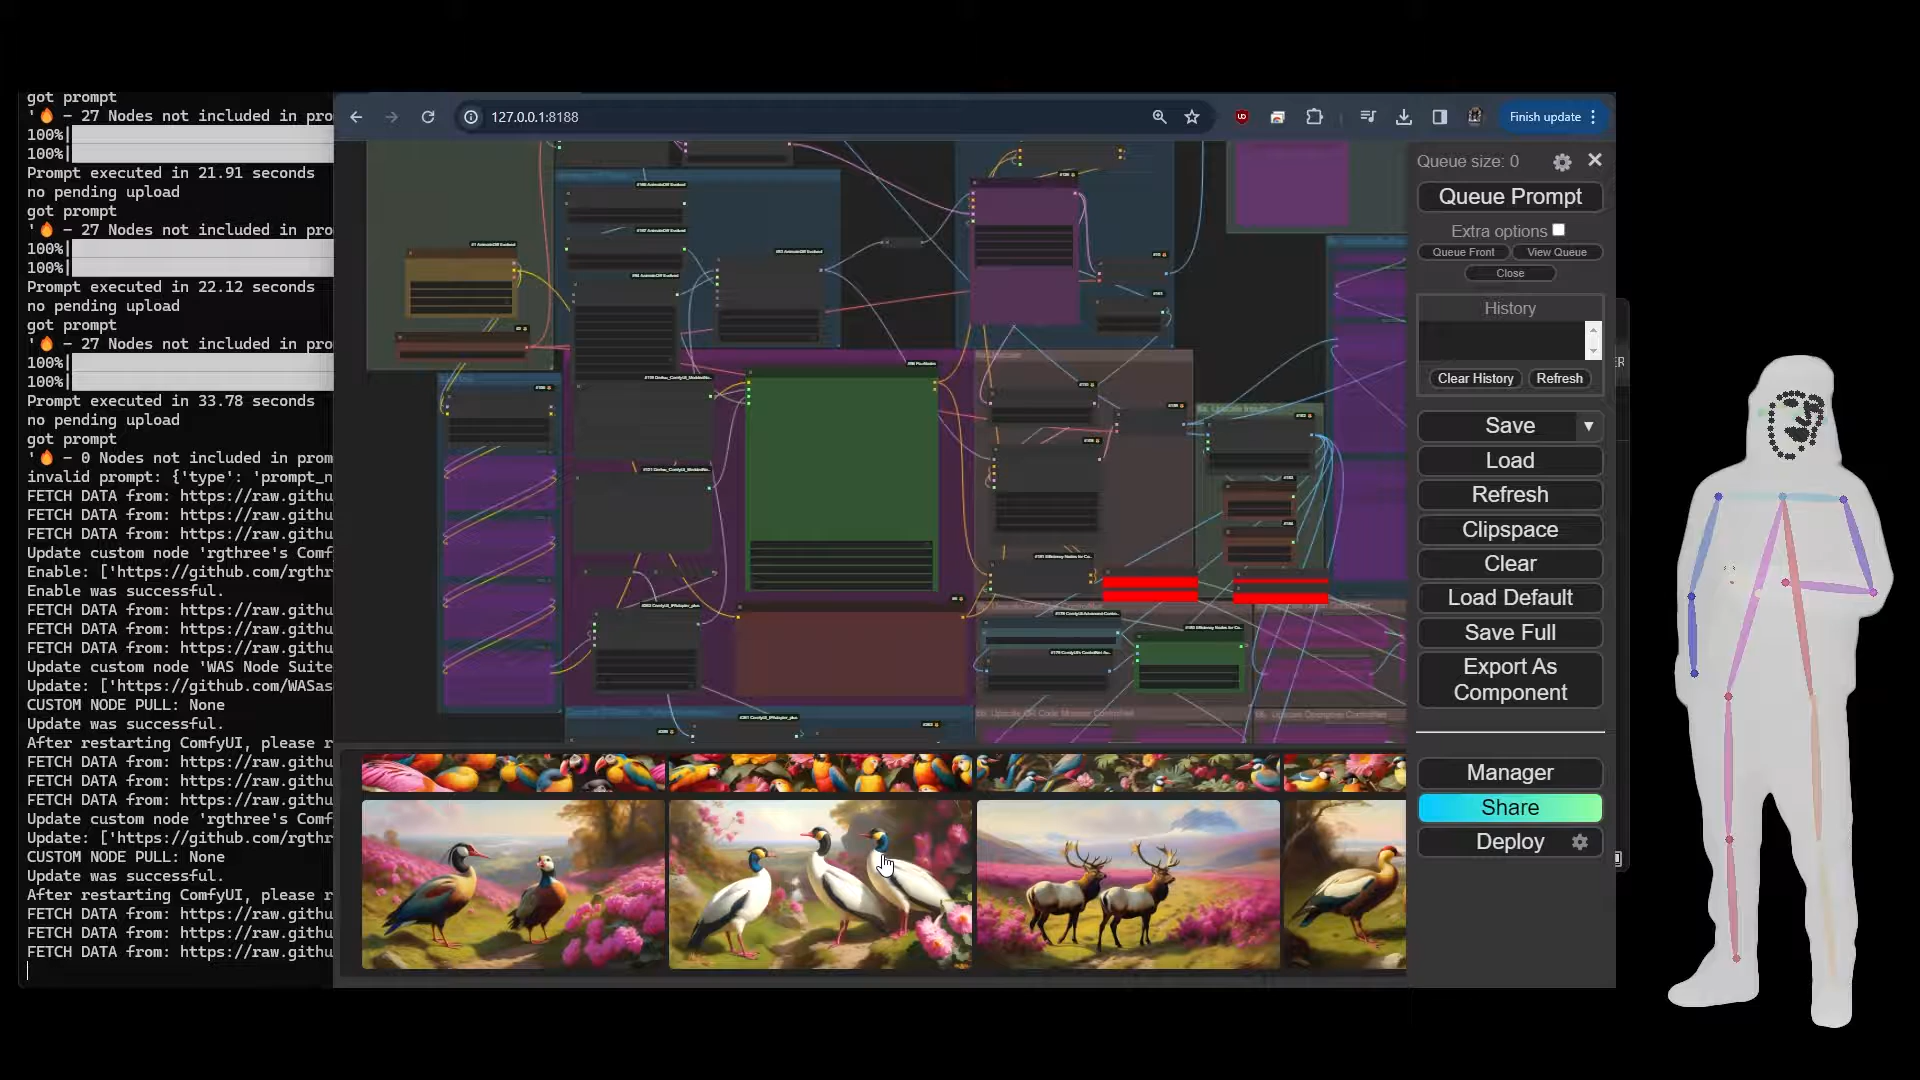 got prompt
'🔥 - 27 Nodes not included in pro
100%|
100%|
Prompt executed in 21.91 seconds
no pending upload
got prompt
'🔥 - 27 Nodes not included in pro
100%|
100%|
Prompt executed in 22.12 seconds
no pending upload
got prompt
'🔥 - 27 Nodes not included in pro
100%|
100%|
Prompt executed in 33.78 seconds
no pending upload
got prompt
'🔥 - 0 Nodes not included in prom
invalid prompt: {'type': 'prompt_n
FETCH DATA from: https://raw.githu
FETCH DATA from: https://raw.githu
FETCH DATA from: https://raw.githu
Update custom node 'rgthree's Comf
Enable: ['https://github.com/rgthr
Enable was successful.
FETCH DATA from: https://raw.githu
FETCH DATA from: https://raw.githu
FETCH DATA from: https://raw.githu
Update custom node 'WAS Node Suite
Update: ['https://github.com/WASas
CUSTOM NODE PULL: None
Update was successful.
After restarting ComfyUI, please r
FETCH DATA from: https://raw.githu
FETCH DATA from: https://raw.githu
FETCH DATA from: https://raw.githu
Update custom node 'rgthree's Comf
Update: ['https://github.com/rgthr
CUSTOM NODE PULL: None
Update was successful.
After restarting ComfyUI, please r
FETCH DATA from: https://raw.githu
FETCH DATA from: https://raw.githu
FETCH DATA from: https://raw.githu
127.0.0.1:8188
Finish update
Queue size: 0
Queue Prompt
Extra options
Queue Front
View Queue
Close
History
Clear History
Refresh
Save
Load
Refresh
Clipspace
Clear
Load Default
Save Full
Export As
Component
Manager
Share
Deploy
ER